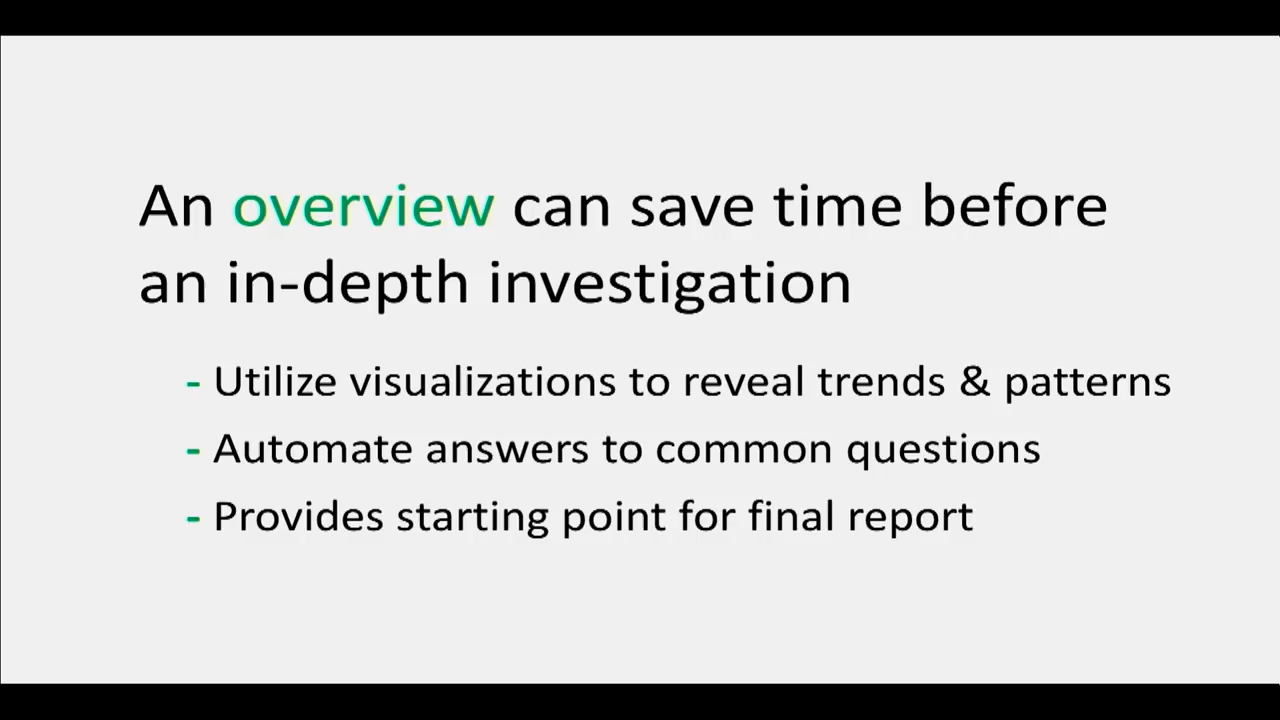 An overview can save time before
an in-depth investigation
- Utilize visualizations to reveal trends & patterns
- Automate answers to common questions
- Provides starting point for final report